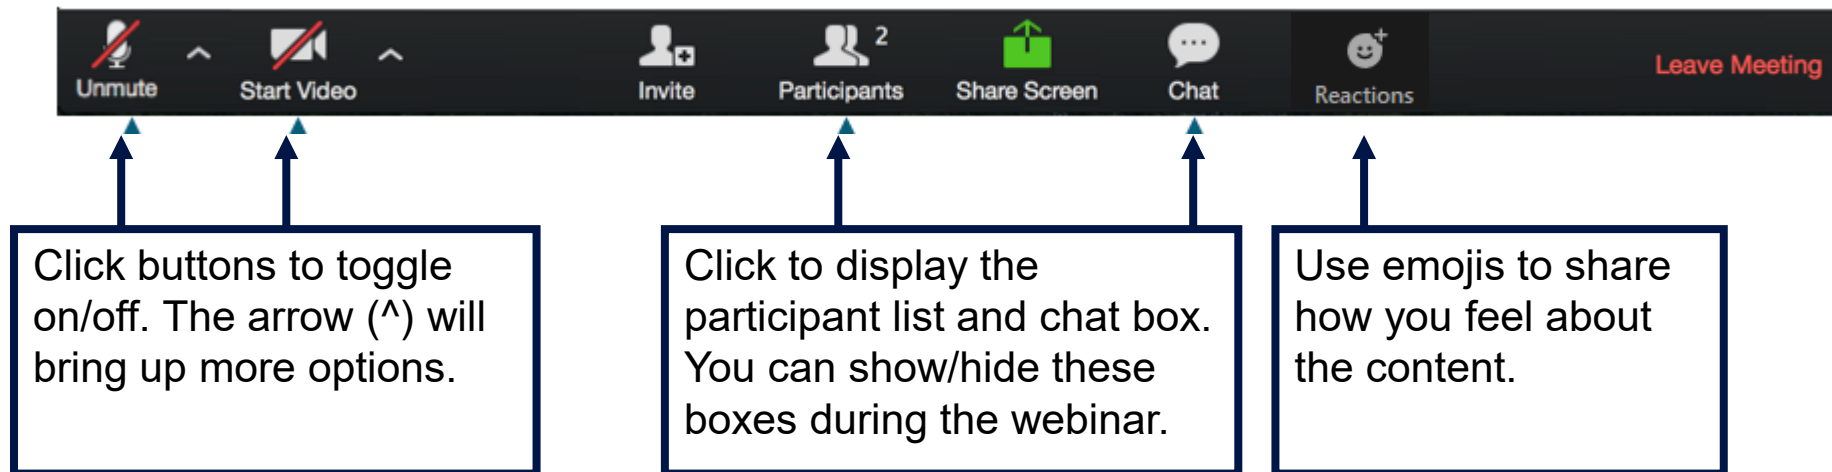 2
Unmute
Start Video
Invite
Participants
Share Screen
Chat
Reactions
Leave Meeting
Click buttons to toggle
on/off. The arrow (^) will
bring up more options.
Click to display the
participant list and chat box.
You can show/hide these
boxes during the webinar.
Use emojis to share
how you feel about
the content.